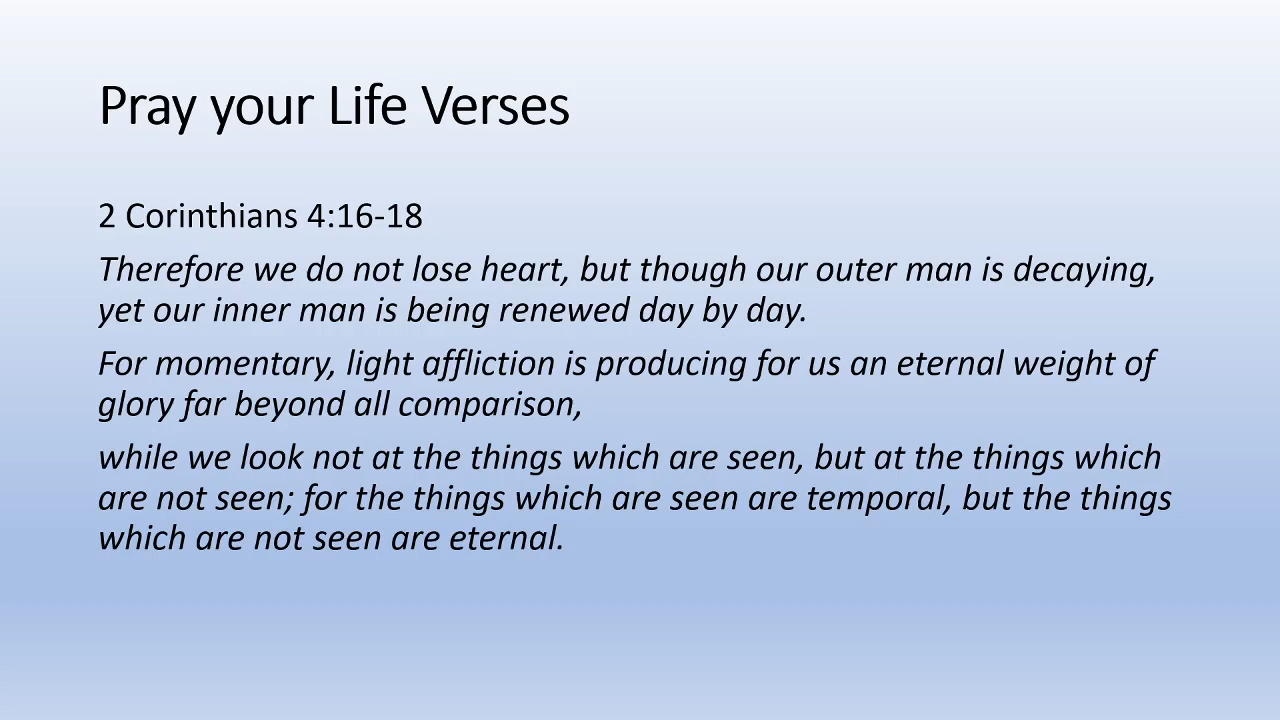 Pray your Life Verses
2 Corinthians 4:16-18
Therefore we do not lose heart, but though our outer man is decaying,
yet our inner man is being renewed day by day.
For momentary, light affliction is producing for us an eternal weight of
glory far beyond all comparison,
while we look not at the things which are seen, but at the things which
are not seen; for the things which are seen are temporal, but the things
which are not seen are eternal.